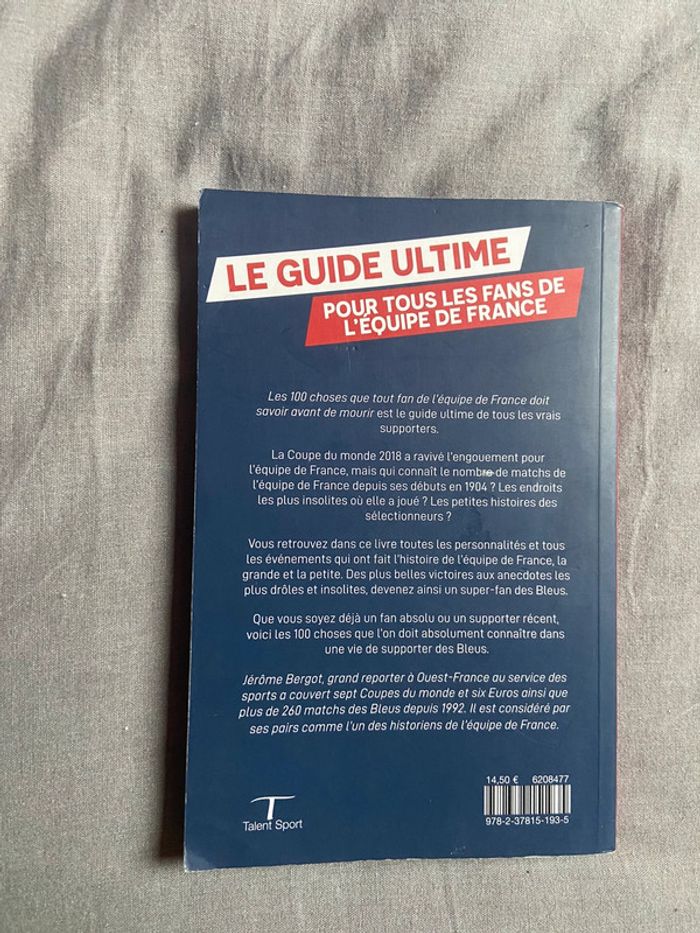 LE GUIDE ULTIME
POUR TOUS LES FANS DE
L'ÉQUIPE DE FRANCE
Les 100 choses que tout fan de l'équipe de France doit
savoir avant de mourir est le guide ultime de tous les vrais
supporters.
La Coupe du monde 2018 a ravivé l'engouement pour
l'équipe de France, mais qui connaît le nombre de matchs de
l'équipe de France depuis ses débuts en 1904 ? Les endroits
les plus insolites où elle a joué ? Les petites histoires des
sélectionneurs ?
Vous retrouvez dans ce livre toutes les personnalités et tous
les événements qui ont fait l'histoire de l'équipe de France, la
grande et la petite. Des plus belles victoires aux anecdotes les
plus drôles et insolites, devenez ainsi un super-fan des Bleus.
Que vous soyez déjà un fan absolu ou un supporter récent,
voici les 100 choses que l'on doit absolument connaître dans
une vie de supporter des Bleus.
Jérôme Bergot, grand reporter à Ouest-France au service des
sports a couvert sept Coupes du monde et six Euros ainsi que
plus de 260 matchs des Bleus depuis 1992. Il est considéré par
ses pairs comme l'un des historiens de l'équipe de France.
14,50 € 6208477
978-2-37815-193-5
T
Talent Sport